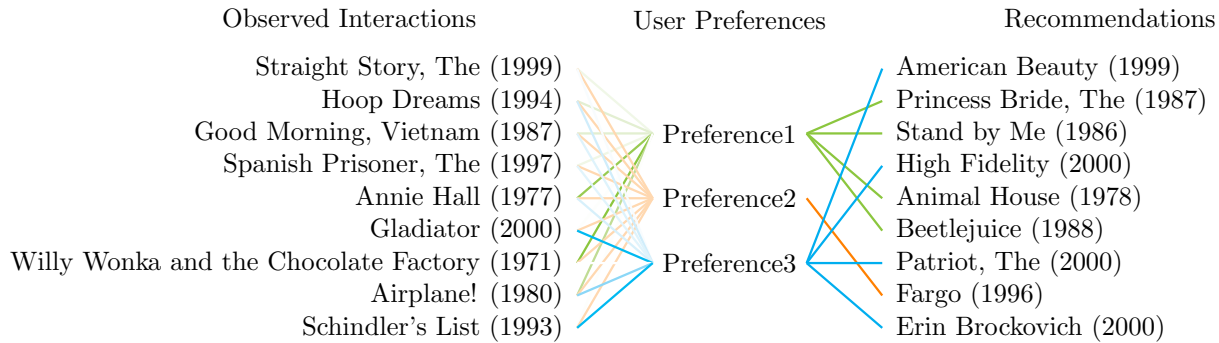 Observed Interactions
User Preferences
Recommendations
Straight Story, The (1999)
Hoop Dreams (1994)
Good Morning, Vietnam (1987)
Spanish Prisoner, The (1997)
Annie Hall (1977)
Gladiator (2000)
Willy Wonka and the Chocolate Factory (1971)
Airplane! (1980)
Schindler's List (1993)
Preference1
Preference2
Preference3
American Beauty (1999)
Princess Bride, The (1987)
Stand by Me (1986)
High Fidelity (2000)
Animal House (1978)
Beetlejuice (1988)
Patriot, The (2000)
Fargo (1996)
Erin Brockovich (2000)